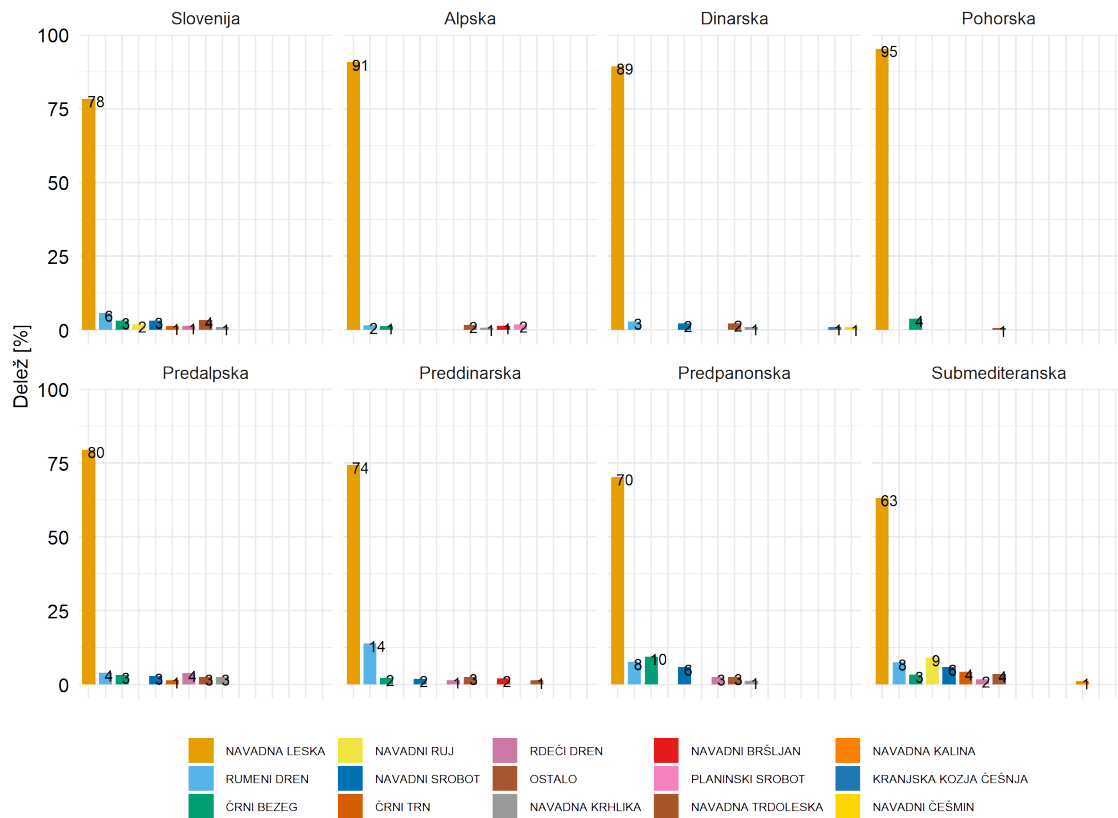 Slovenija Alpska Dinarska Pohorska
100
91 89 95
78
75
50
25
6 3 2 3 1 1 4 1 2 1 2 1 1 2 3 2 2 1 1 1 4 1
0
Delež [%]
Predalpska Preddinarska Predpanonska Submediteranska
100
80 74 70 63
75
50
25
4 3 3 1 4 3 3 14 2 2 1 3 2 1 8 10 6 3 3 1 8 3 9 6 4 2 4 1
0
NAVADNA LESKA NAVADNI RUJ RDEČI DREN NAVADNI BRŠLJAN NAVADNA KALINA
RUMENI DREN NAVADNI SROBOT OSTALO PLANINSKI SROBOT KRANJSKA KOZJA ČEŠNJA
ČRNI BEZEG ČRNI TRN NAVADNA KRHLIKA NAVADNA TRDOLESKA NAVADNI ČEŠMIN